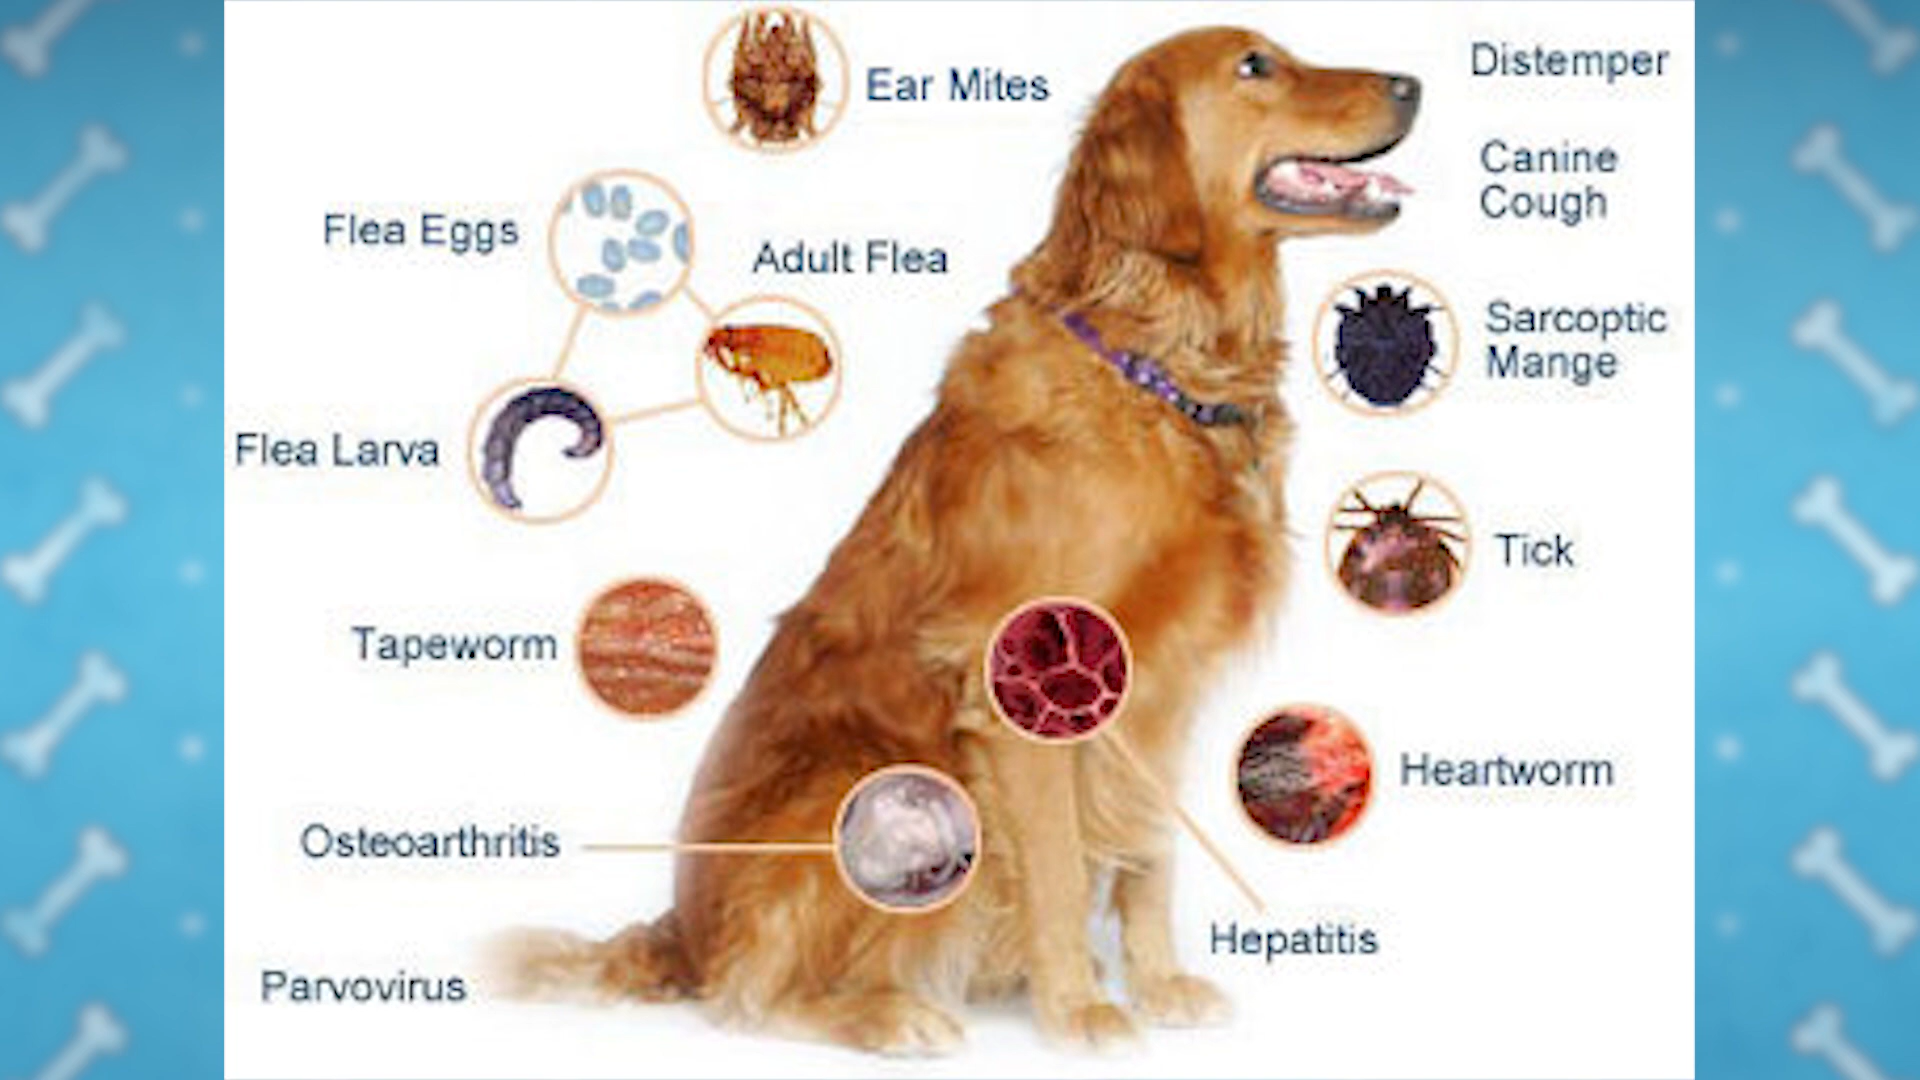 Ear Mites
Distemper
Canine
Cough
Flea Eggs
Adult Flea
Sarcoptic
Mange
Flea Larva
Tick
Tapeworm
Heartworm
Osteoarthritis
Hepatitis
Parvovirus